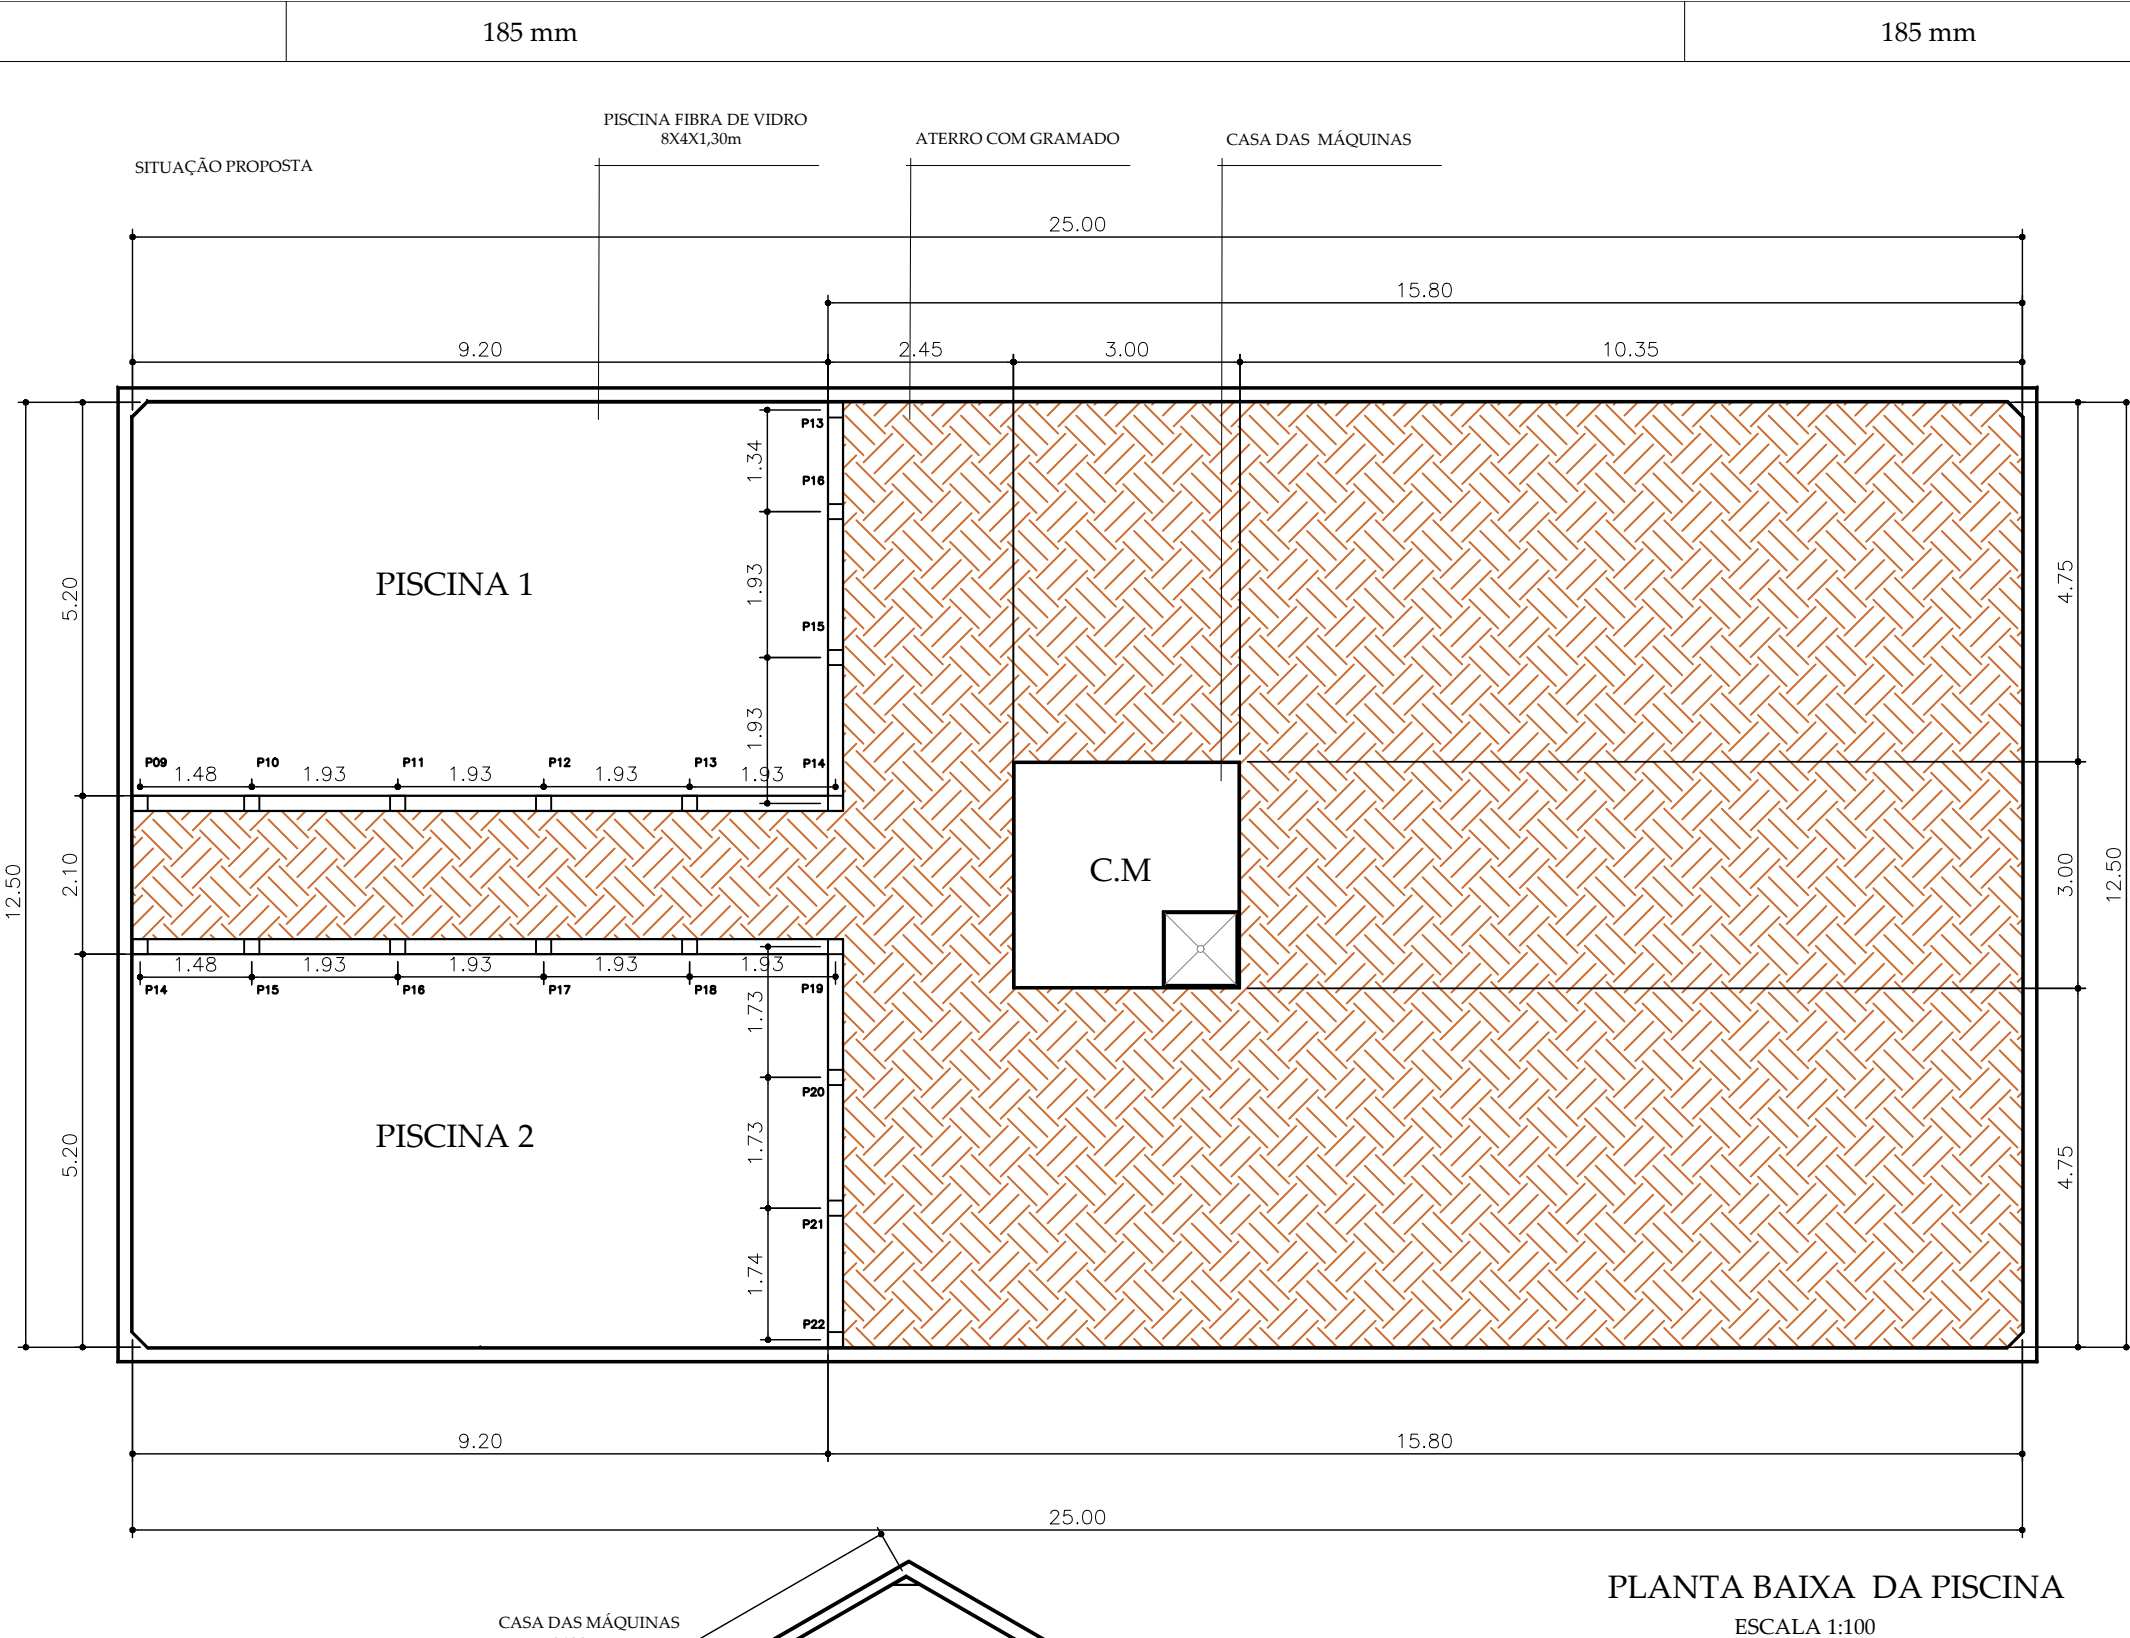 185 mm
185 mm
PISCINA FIBRA DE VIDRO
8X4X1,30m
ATERRO COM GRAMADO
CASA DAS MÁQUINAS
SITUAÇÃO PROPOSTA
25.00
15.80
9.20
2.45
3.00
10.35
P13
1.34
P16
5.20
PISCINA 1
1.93
P15
4.75
1.93
P09
P10
P11
P12
P13
P14
1.48
1.93
1.93
1.93
1.93
12.50
2.10
C.M
3.00
12.50
1.48
1.93
1.93
1.93
1.93
P14
P15
P16
P17
P18
P19
1.73
P20
5.20
PISCINA 2
1.73
4.75
P21
1.74
P22
9.20
15.80
25.00
PLANTA BAIXA DA PISCINA
ESCALA 1:100
CASA DAS MÁQUINAS